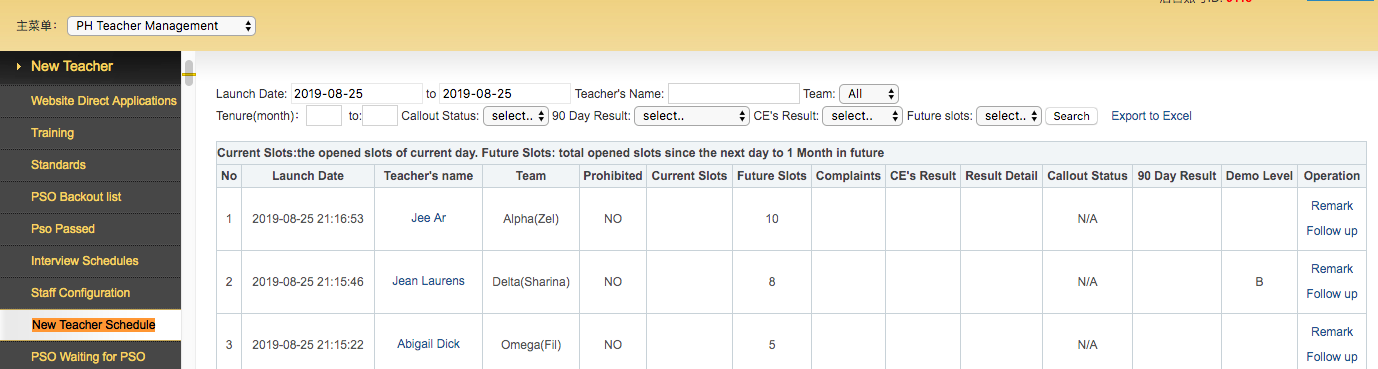 主菜单： PH Teacher Management
New Teacher
Website Direct Applications
Training
Standards
PSO Backout list
Pso Passed
Interview Schedules
Staff Configuration
New Teacher Schedule
PSO Waiting for PSO
Launch Date: 2019-08-25 to 2019-08-25 Teacher's Name: Team: All
Tenure(month)： to: Callout Status: select.. 90 Day Result: select.. CE's Result: select.. Future slots: select.. Search Export to Excel
Current Slots:the opened slots of current day. Future Slots: total opened slots since the next day to 1 Month in future
No Launch Date Teacher's name Team Prohibited Current Slots Future Slots Complaints CE's Result Result Detail Callout Status 90 Day Result Demo Level Operation
1 2019-08-25 21:16:53 Jee Ar Alpha(Zel) NO 10 N/A Remark
Follow up
2 2019-08-25 21:15:46 Jean Laurens Delta(Sharina) NO 8 N/A B Remark
Follow up
3 2019-08-25 21:15:22 Abigail Dick Omega(Fil) NO 5 N/A Remark
Follow up